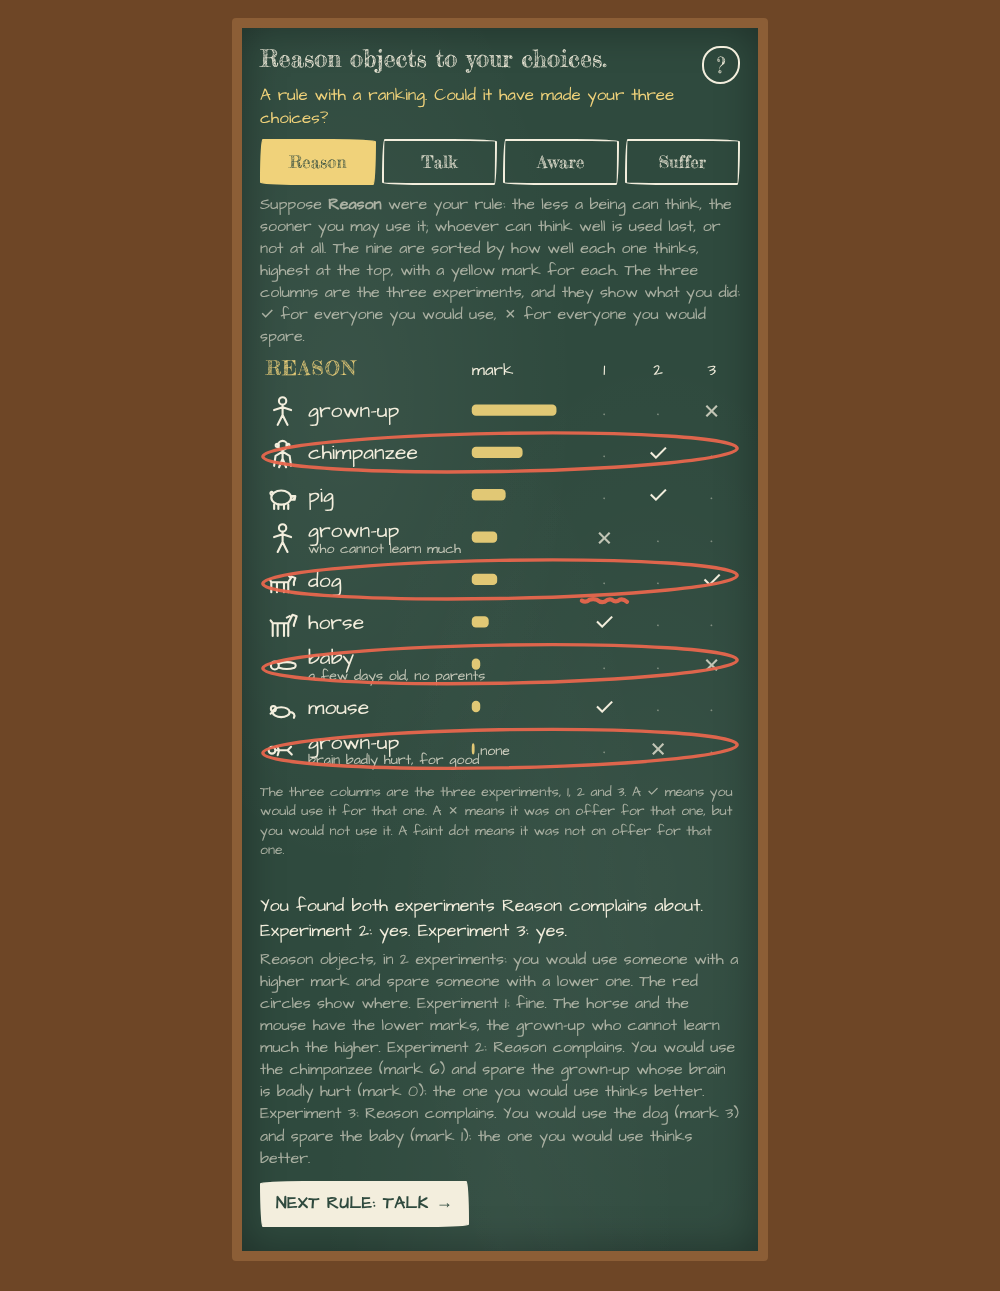 Reason objects to your choices.
?
A rule with a ranking. Could it have made your three
choices?
Reason
Talk
Aware
Suffer
Suppose Reason were your rule: the less a being can think, the
sooner you may use it; whoever can think well is used last, or
not at all. The nine are sorted by how well each one thinks,
highest at the top, with a yellow mark for each. The three
columns are the three experiments, and they show what you did:
✓ for everyone you would use, × for everyone you would
spare.
REASON mark 1 2 3
grown-up · · ×
chimpanzee · ✓ ·
pig · ✓ ·
grown-up × · ·
who cannot learn much
dog · · ✓
horse ✓ · ·
baby · · ×
a few days old, no parents
mouse ✓ · ·
grown-up none · × ·
brain badly hurt, for good
The three columns are the three experiments, 1, 2 and 3. A ✓ means you
would use it for that one. A × means it was on offer for that one, but
you would not use it. A faint dot means it was not on offer for that
one.
You found both experiments Reason complains about.
Experiment 2: yes. Experiment 3: yes.
Reason objects, in 2 experiments: you would use someone with a
higher mark and spare someone with a lower one. The red
circles show where. Experiment 1: fine. The horse and the
mouse have the lower marks, the grown-up who cannot learn
much the higher. Experiment 2: Reason complains. You would use
the chimpanzee (mark 6) and spare the grown-up whose brain
is badly hurt (mark 0): the one you would use thinks better.
Experiment 3: Reason complains. You would use the dog (mark 3)
and spare the baby (mark 1): the one you would use thinks
better.
NEXT RULE: TALK →